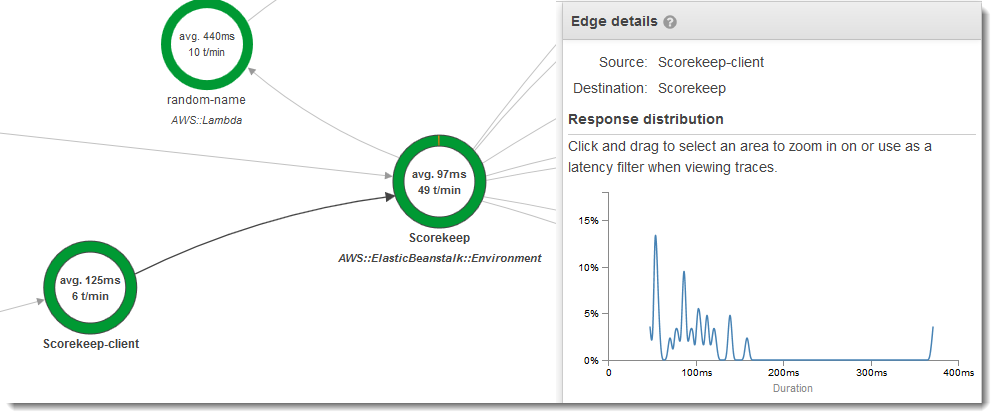 avg. 440ms
10 t/min
random-name
AWS::Lambda
avg. 97ms
49 t/min
Scorekeep
AWS::ElasticBeanstalk::Environment
avg. 125ms
6 t/min
Scorekeep-client
Edge details ?
Source: Scorekeep-client
Destination: Scorekeep
Response distribution
Click and drag to select an area to zoom in on or use as a
latency filter when viewing traces.
15%
10%
5%
0%
0 100ms 200ms 300ms 400ms
Duration